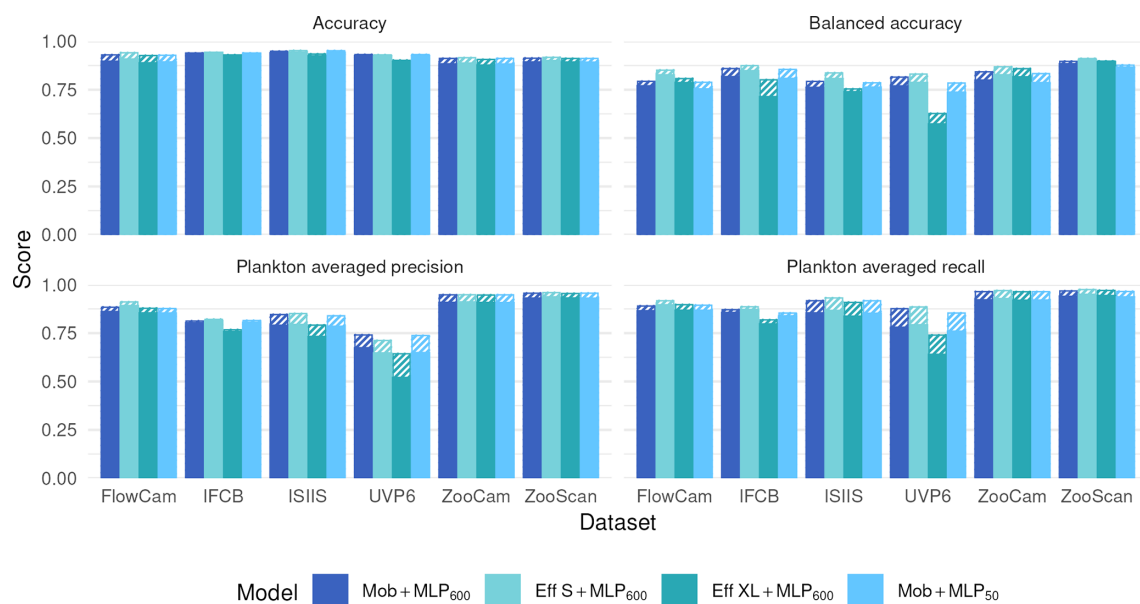 Accuracy
Balanced accuracy
1.00
0.75
0.50
0.25
0.00
Score
Plankton averaged precision
Plankton averaged recall
1.00
0.75
0.50
0.25
0.00
FlowCam IFCB ISIIS UVP6 ZooCam ZooScan
FlowCam IFCB ISIIS UVP6 ZooCam ZooScan
Dataset
Model Mob + MLP₆₀₀ Eff S + MLP₆₀₀ Eff XL + MLP₆₀₀ Mob + MLP₅₀